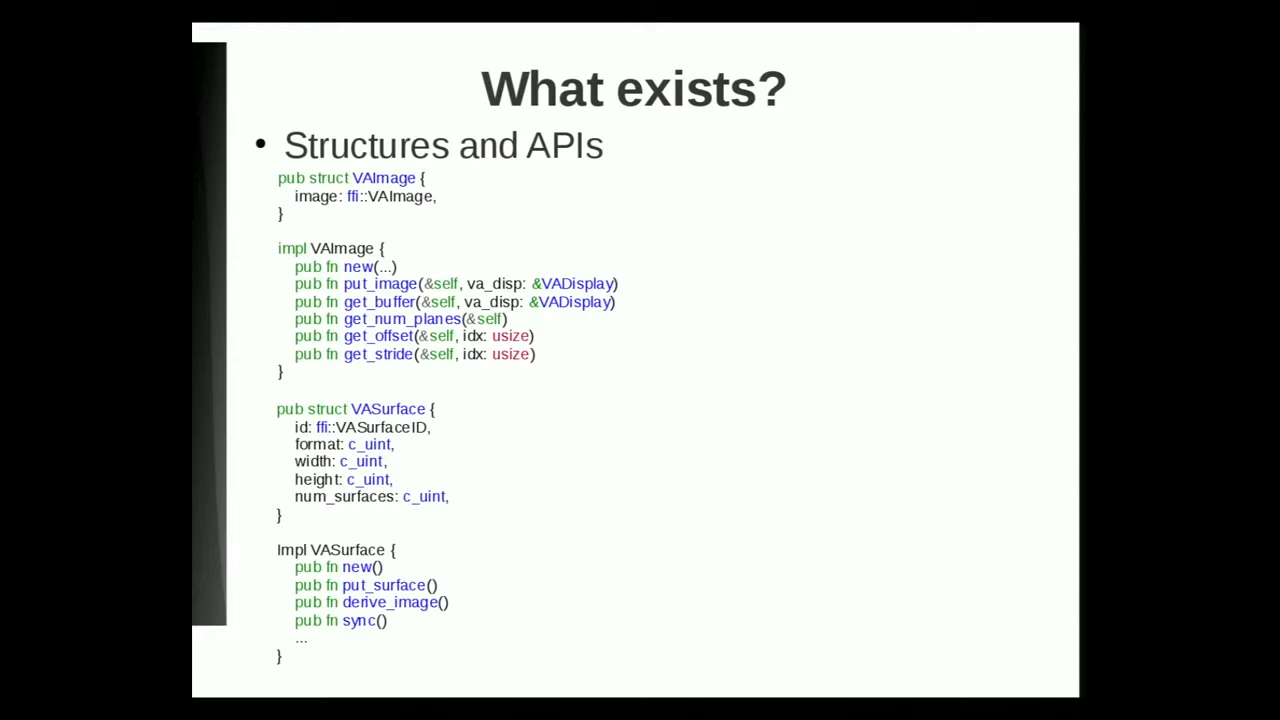 What exists?
• Structures and APIs
pub struct VAImage {
image: ffi::VAImage,
}
impl VAImage {
pub fn new(...)
pub fn put_image(&self, va_disp: &VADisplay)
pub fn get_buffer(&self, va_disp: &VADisplay)
pub fn get_num_planes(&self)
pub fn get_offset(&self, idx: usize)
pub fn get_stride(&self, idx: usize)
}
pub struct VASurface {
id: ffi::VASurfaceID,
format: c_uint,
width: c_uint,
height: c_uint,
num_surfaces: c_uint,
}
Impl VASurface {
pub fn new()
pub fn put_surface()
pub fn derive_image()
pub fn sync()
...
}